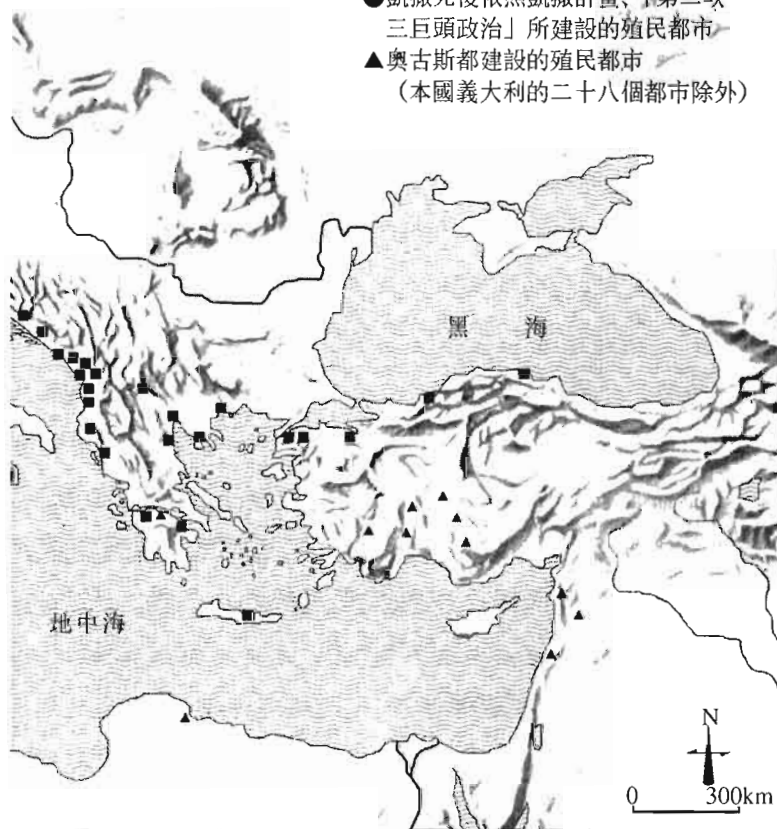 ●凱撒死後依照凱撒計畫、「第二次
三巨頭政治」所建設的殖民都市
▲奧古斯都建設的殖民都市
（本國義大利的二十八個都市除外）
黑 海
地中海
N
0 300km